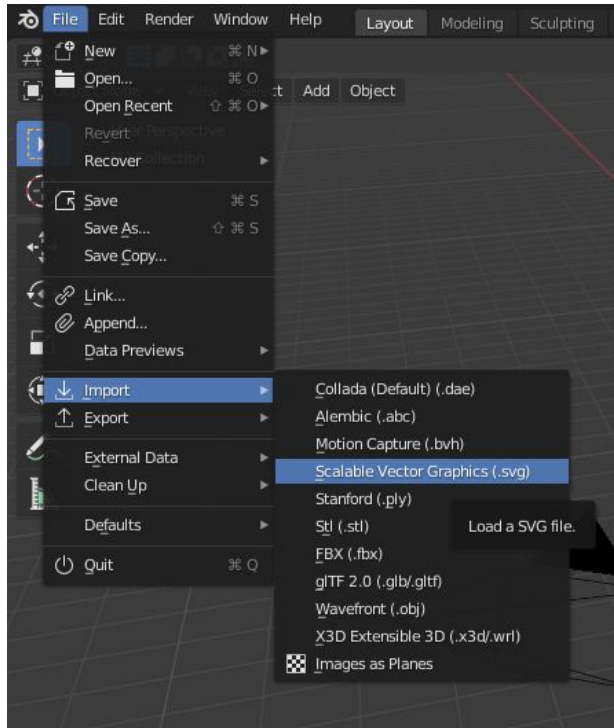 File Edit Render Window Help Layout Modeling Sculpting
New ⌘ N
Open... ⌘ O
Add Object
Open Recent ⇧ ⌘ O
Revert
Perspective
Recover
Collection
Save ⌘ S
Save As... ⇧ ⌘ S
Save Copy...
Link...
Append...
Data Previews
Import
Export
External Data
Clean Up
Defaults
Quit ⌘ Q
Collada (Default) (.dae)
Alembic (.abc)
Motion Capture (.bvh)
Scalable Vector Graphics (.svg)
Stanford (.ply)
Stl (.stl)
Load a SVG file.
FBX (.fbx)
glTF 2.0 (.glb/.gltf)
Wavefront (.obj)
X3D Extensible 3D (.x3d/.wrl)
Images as Planes